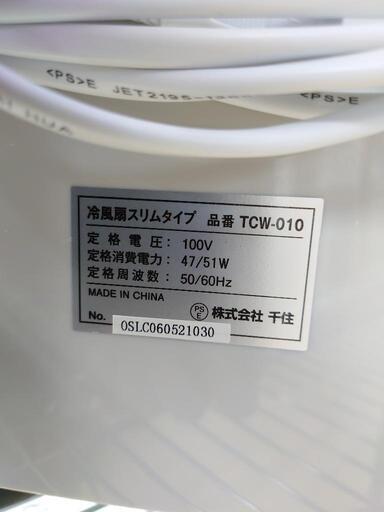 <PS>E JET2195-
<PS>E
冷風扇スリムタイプ 品番 TCW-010
定格電圧: 100V
定格消費電力: 47/51W
定格周波数: 50/60Hz
MADE IN CHINA
No. PSE 株式会社 千住
OSLC060521030